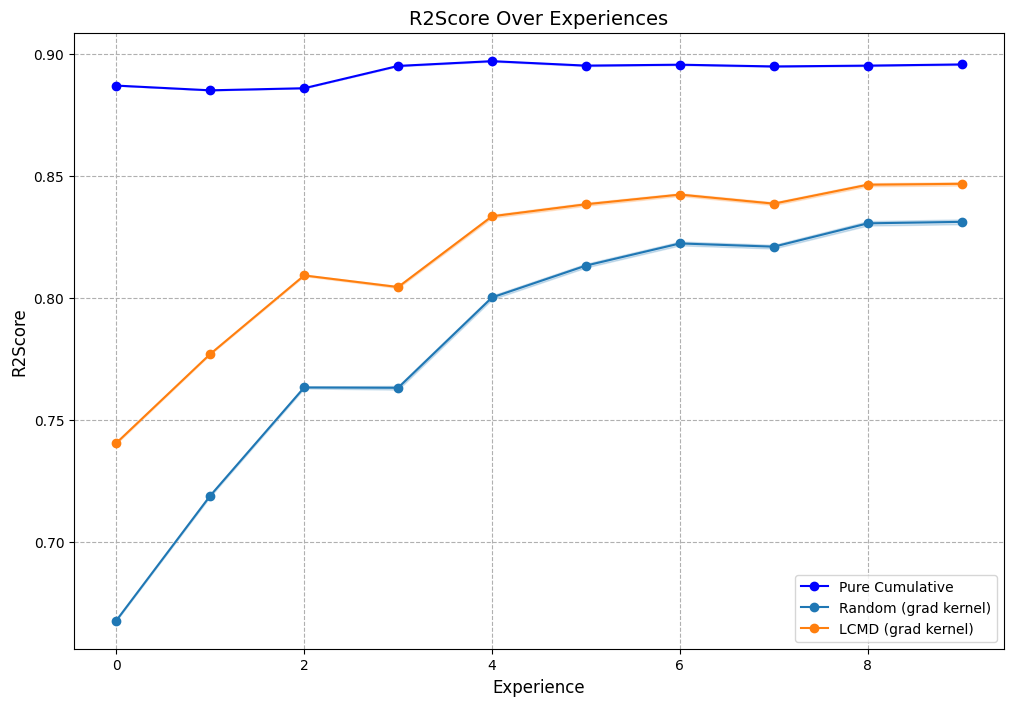 R2Score Over Experiences
0.90
0.85
0.80
0.75
0.70
R2Score
0 2 4 6 8
Experience
Pure Cumulative
Random (grad kernel)
LCMD (grad kernel)